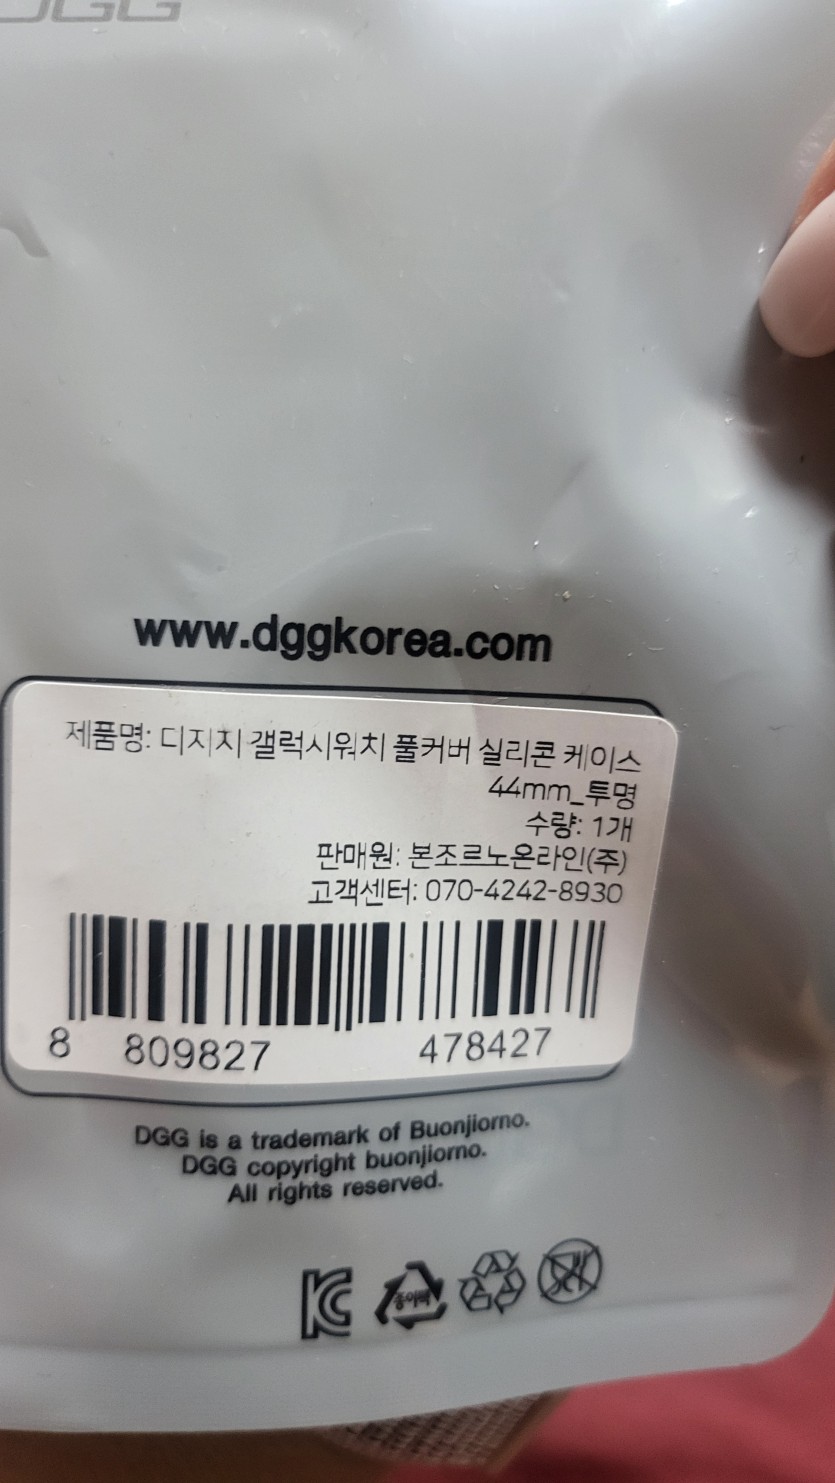 www.dggkorea.com
제품명: 디지지 갤럭시워치 풀커버 실리콘 케이스
44mm_투명
수량: 1개
판매원: 본조르노온라인(주)
고객센터: 070-4242-8930
8 809827 478427
DGG is a trademark of Buonjiorno.
DGG copyright buonjiorno.
All rights reserved.